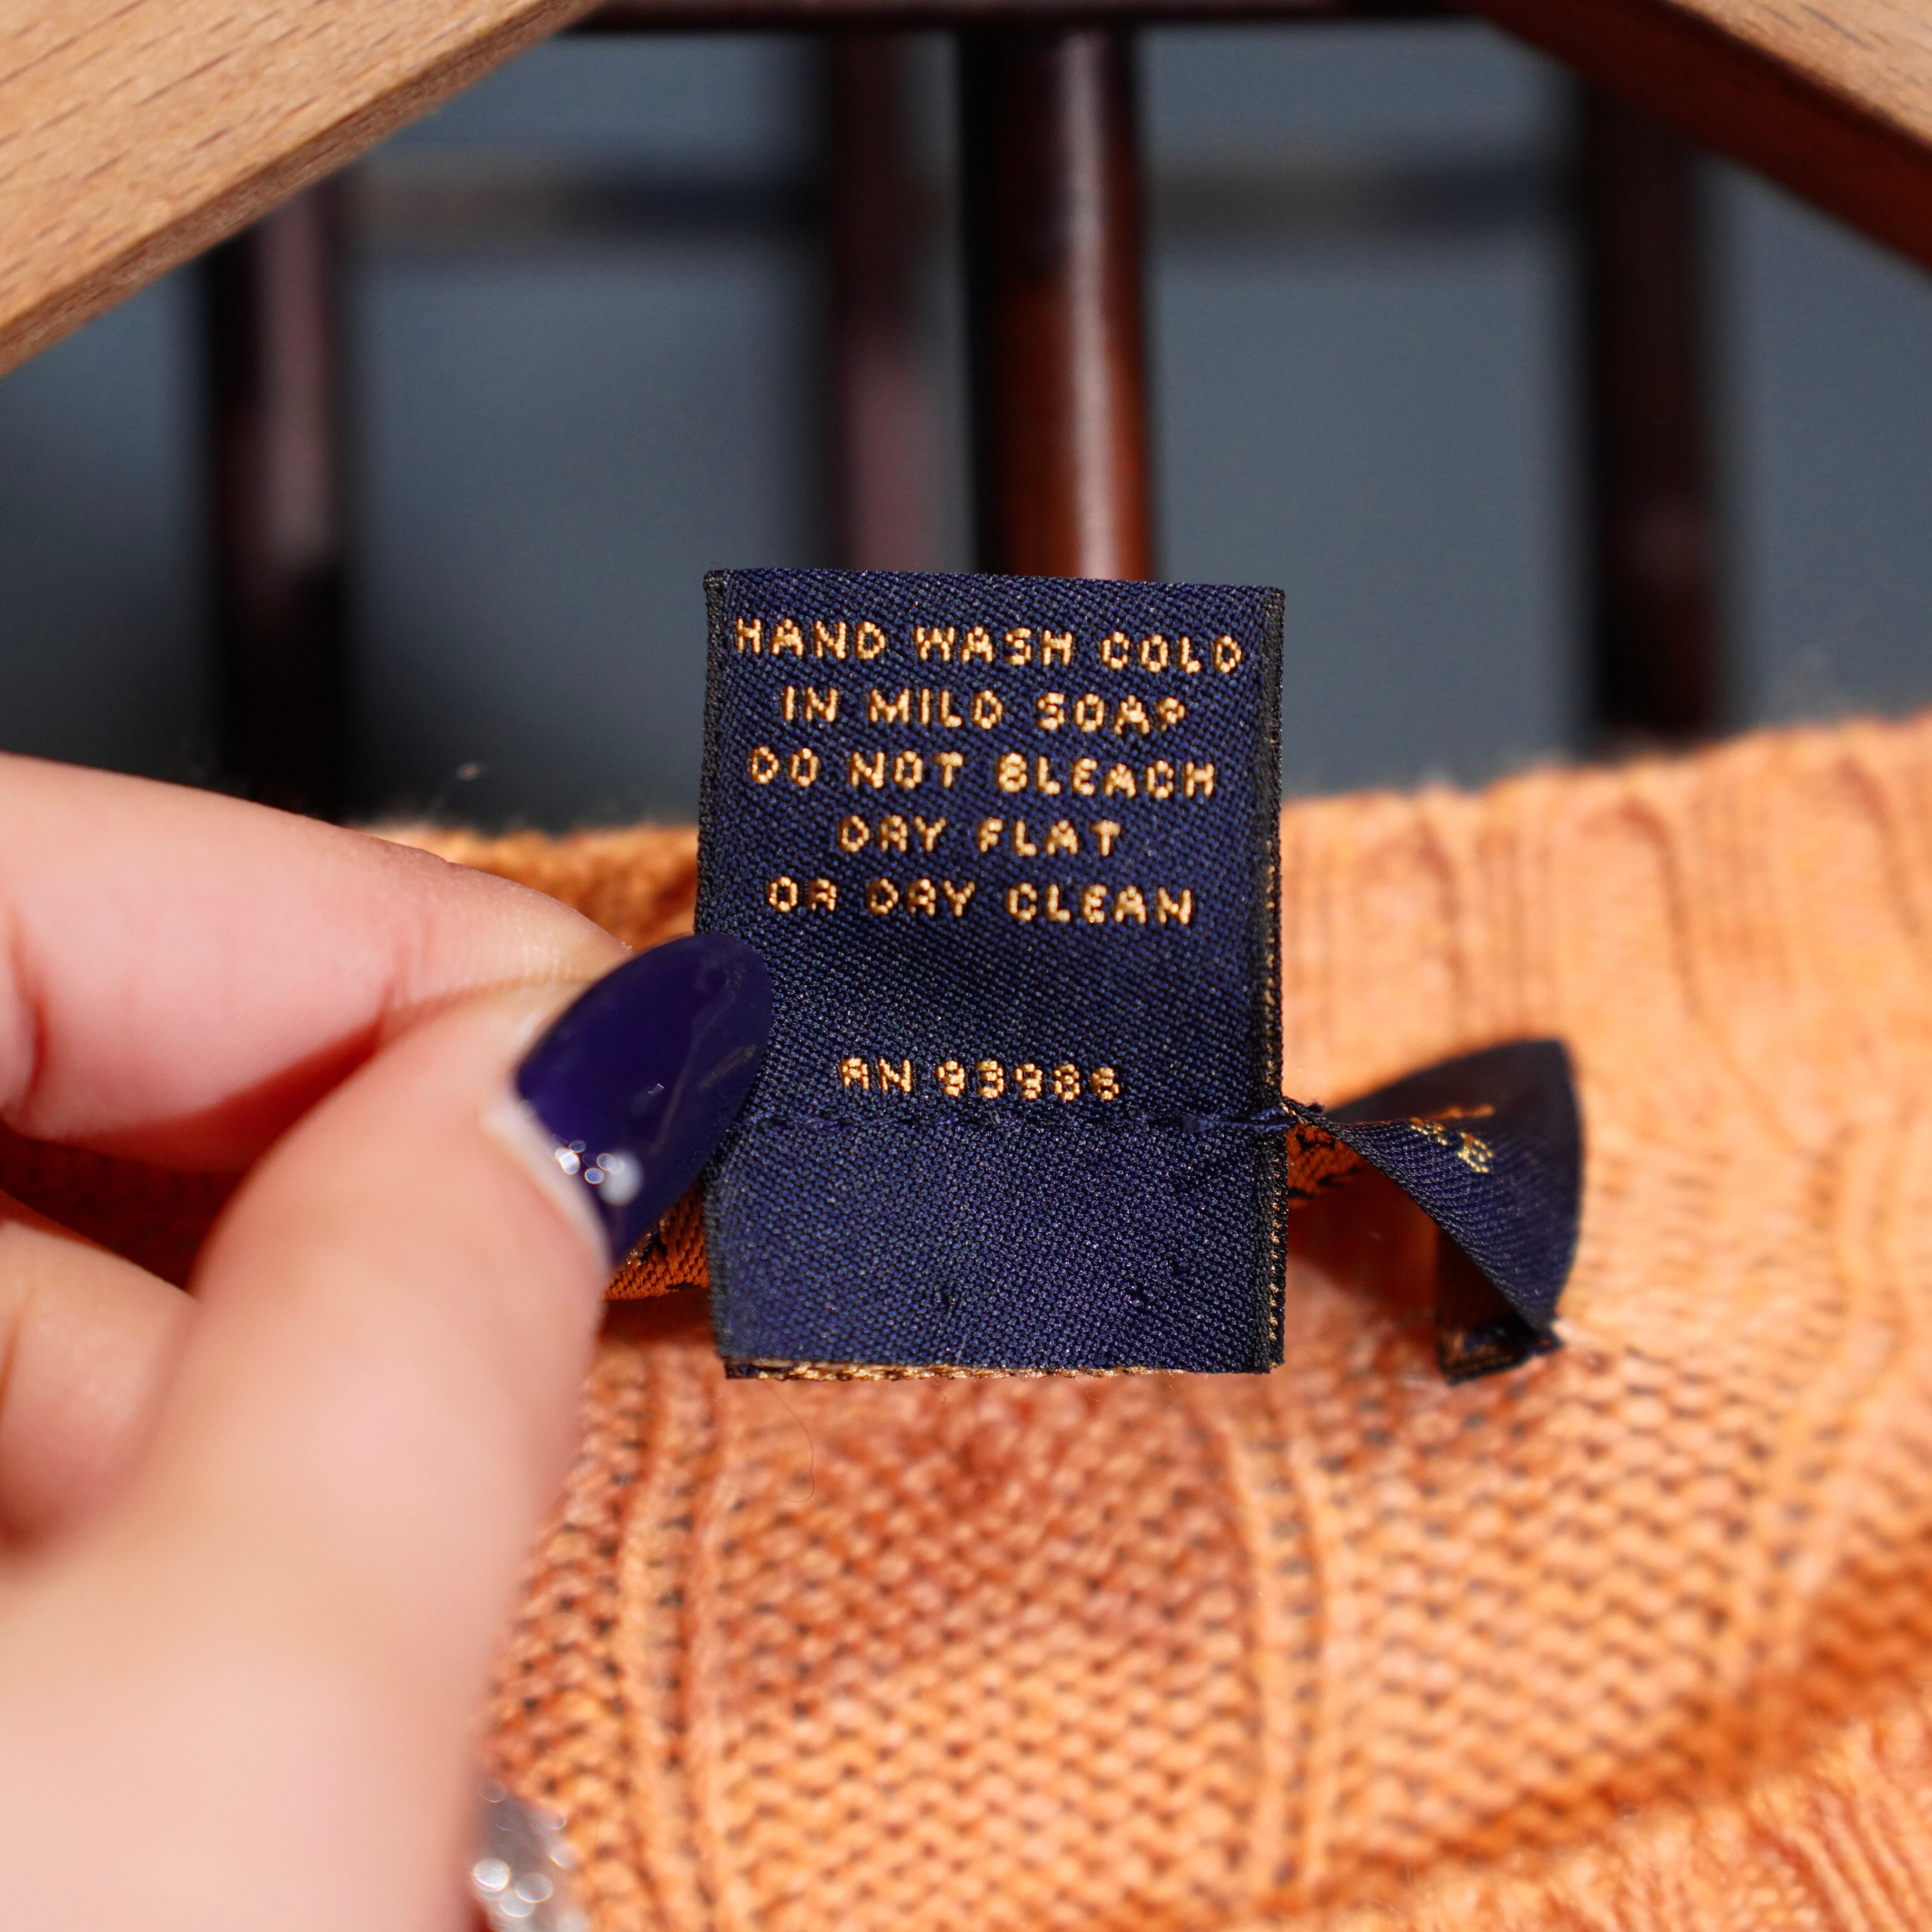 HAND WASH COLD
IN MILD SOAP
DO NOT BLEACH
DRY FLAT
OR DRY CLEAN
RN 93986